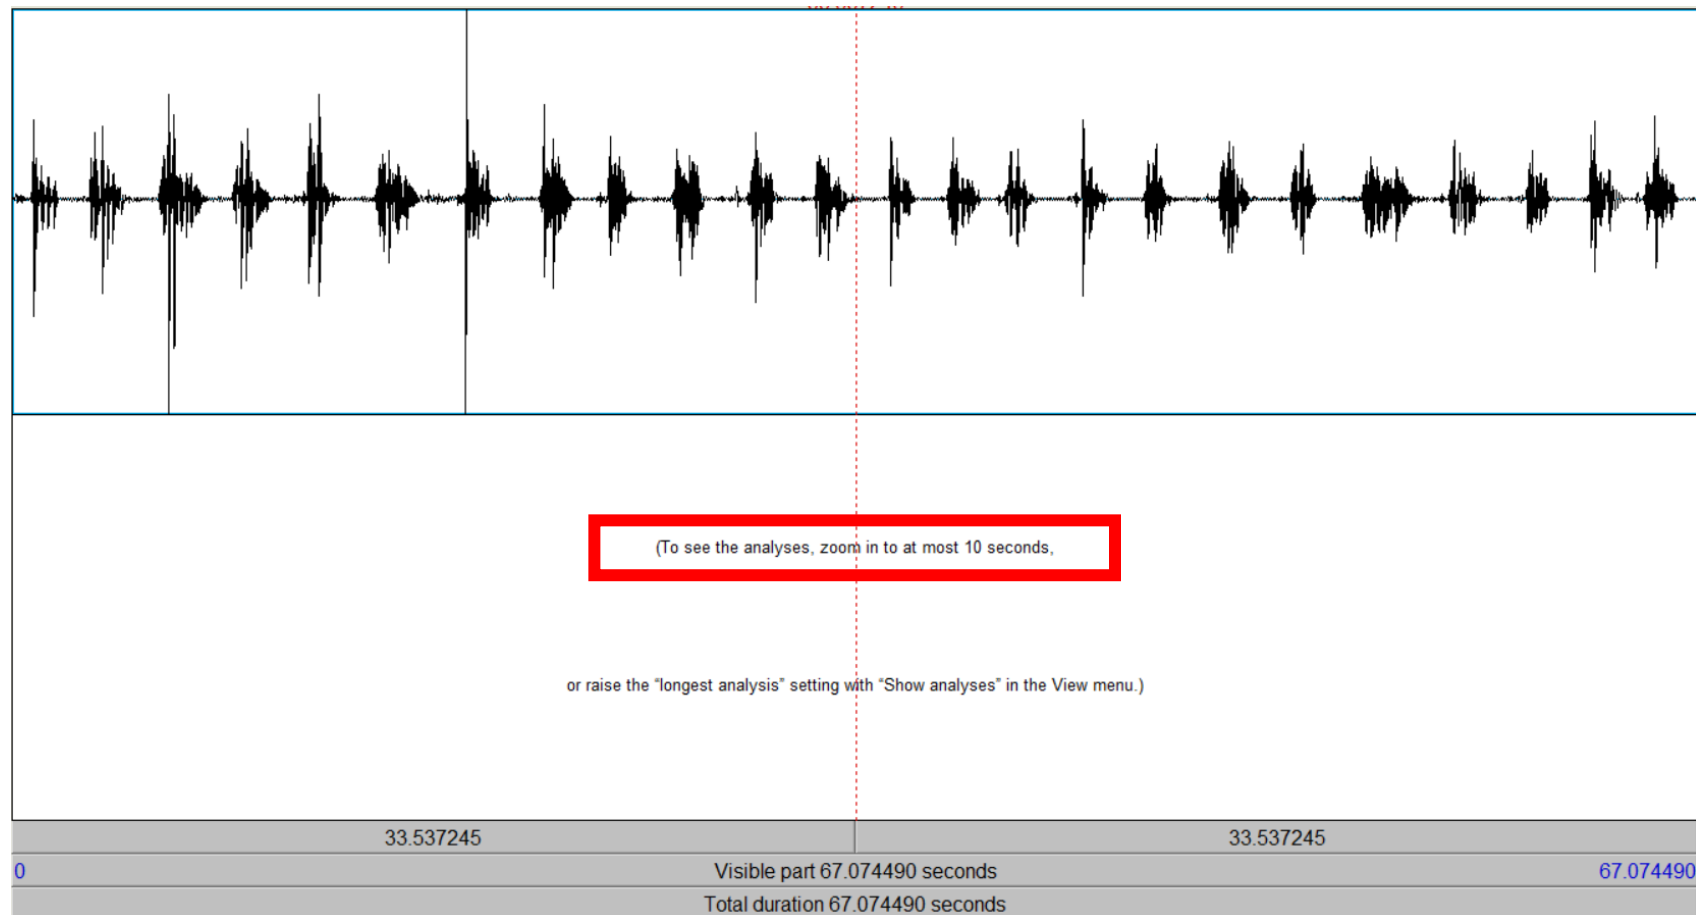 (To see the analyses, zoom in to at most 10 seconds,
or raise the “longest analysis” setting with “Show analyses” in the View menu.)
33.537245 33.537245
0 Visible part 67.074490 seconds 67.074490
Total duration 67.074490 seconds